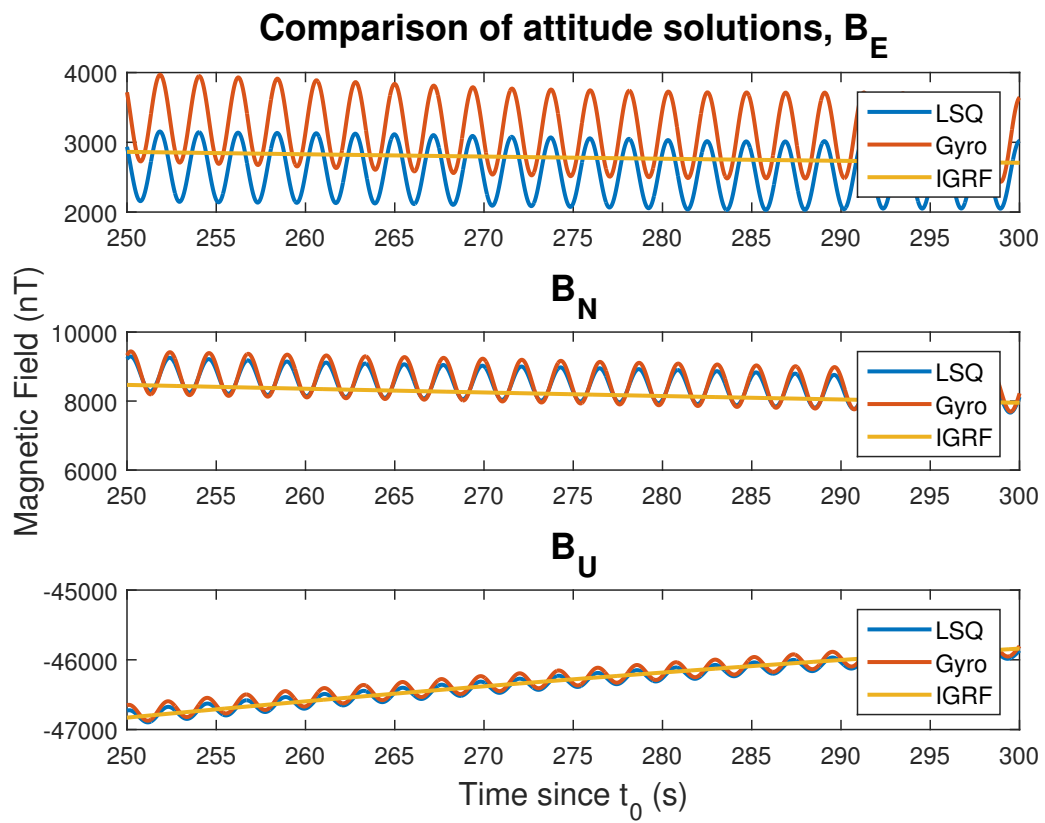 Comparison of attitude solutions, B_E
4000
3000
2000
LSQ
Gyro
IGRF
250 255 260 265 270 275 280 285 290 295 300
B_N
10000
8000
6000
LSQ
Gyro
IGRF
250 255 260 265 270 275 280 285 290 295 300
Magnetic Field (nT)
B_U
-45000
-46000
-47000
LSQ
Gyro
IGRF
250 255 260 265 270 275 280 285 290 295 300
Time since t_0 (s)